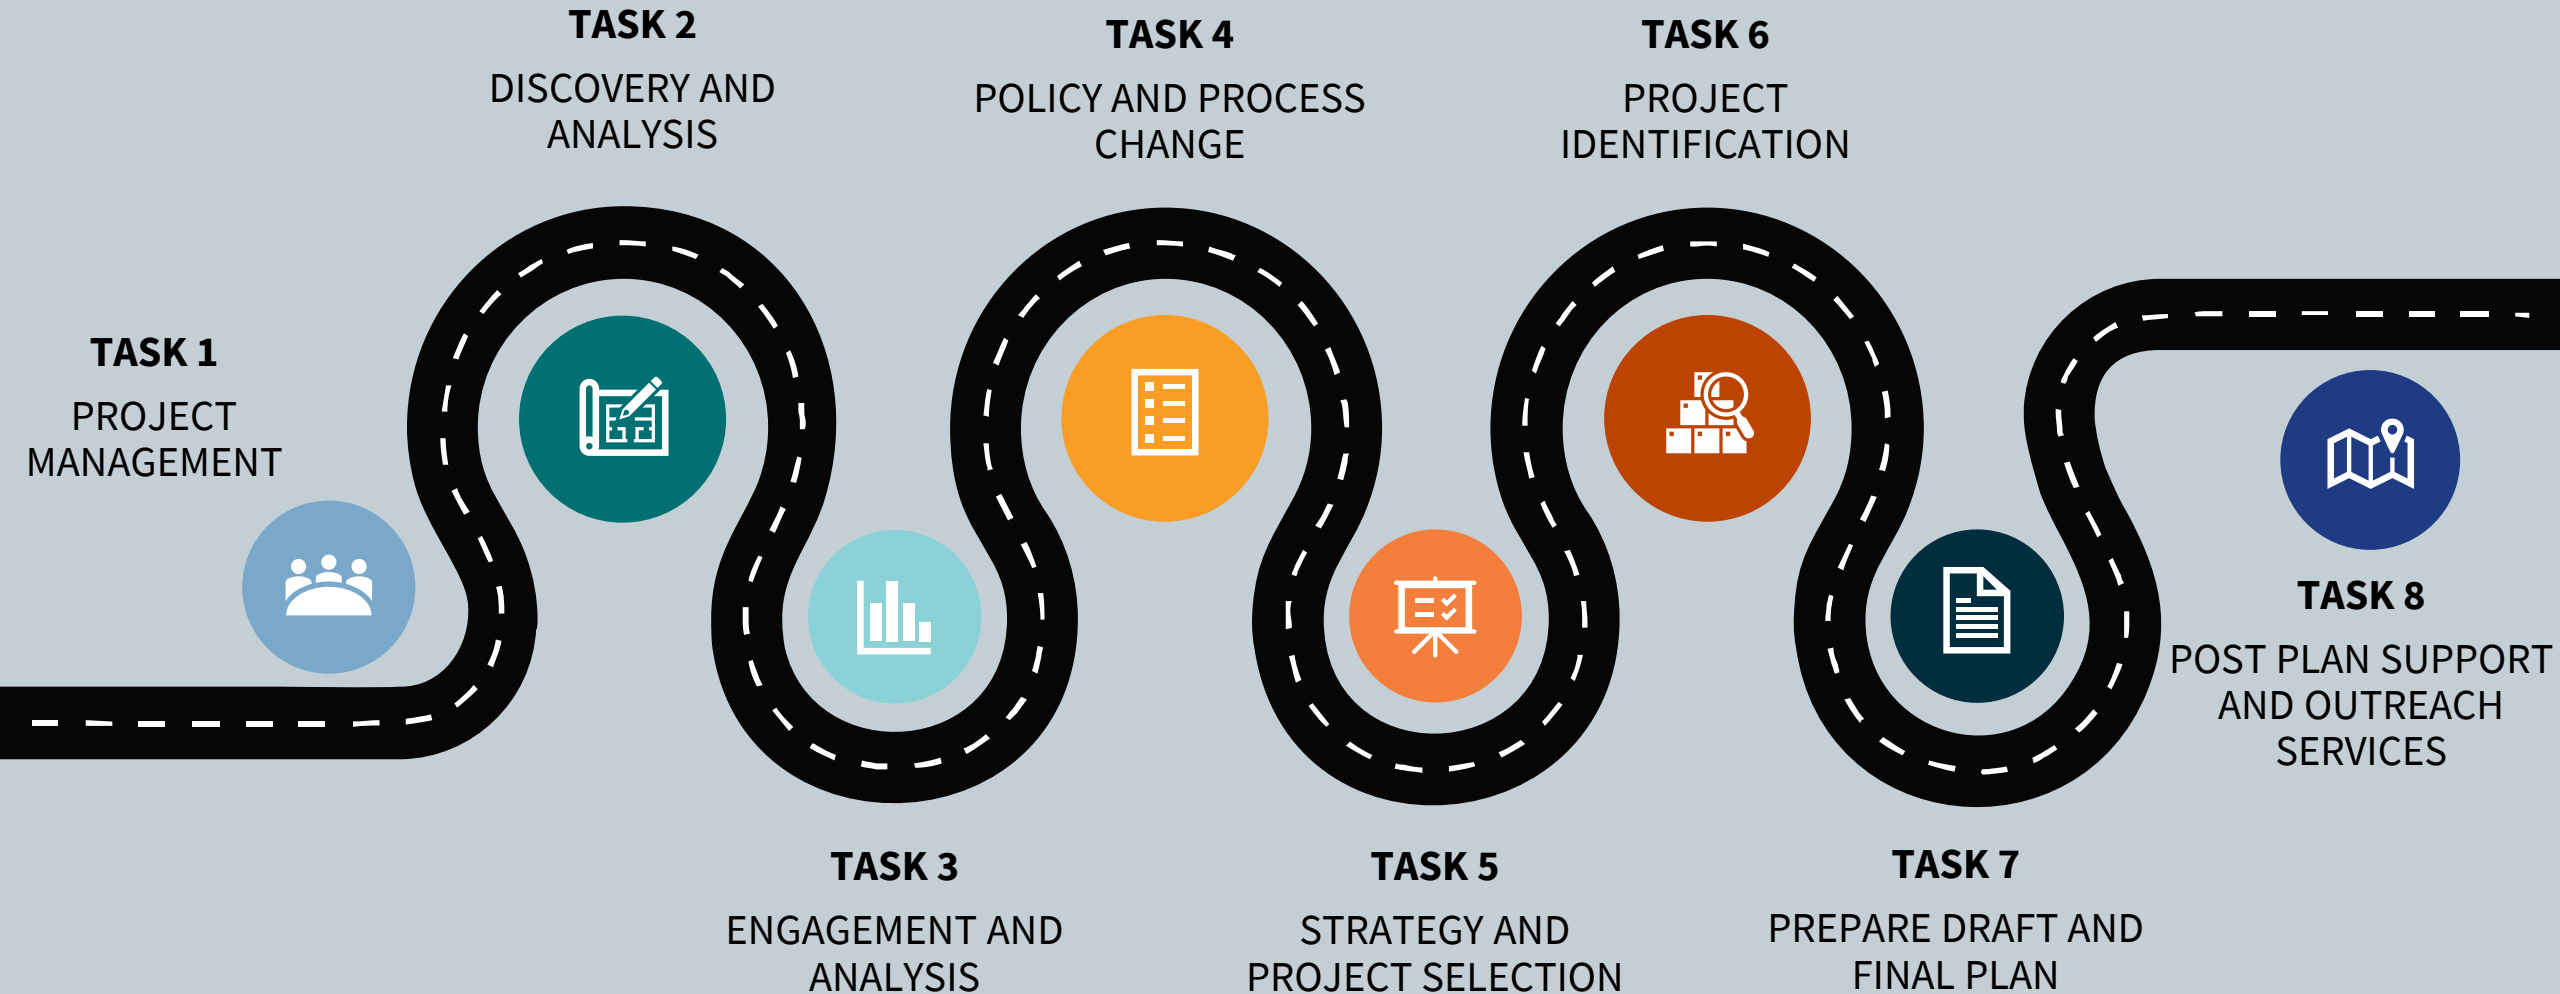 TASK 1
PROJECT
MANAGEMENT
TASK 2
DISCOVERY AND
ANALYSIS
TASK 3
ENGAGEMENT AND
ANALYSIS
TASK 4
POLICY AND PROCESS
CHANGE
TASK 5
STRATEGY AND
PROJECT SELECTION
TASK 6
PROJECT
IDENTIFICATION
TASK 7
PREPARE DRAFT AND
FINAL PLAN
TASK 8
POST PLAN SUPPORT
AND OUTREACH
SERVICES